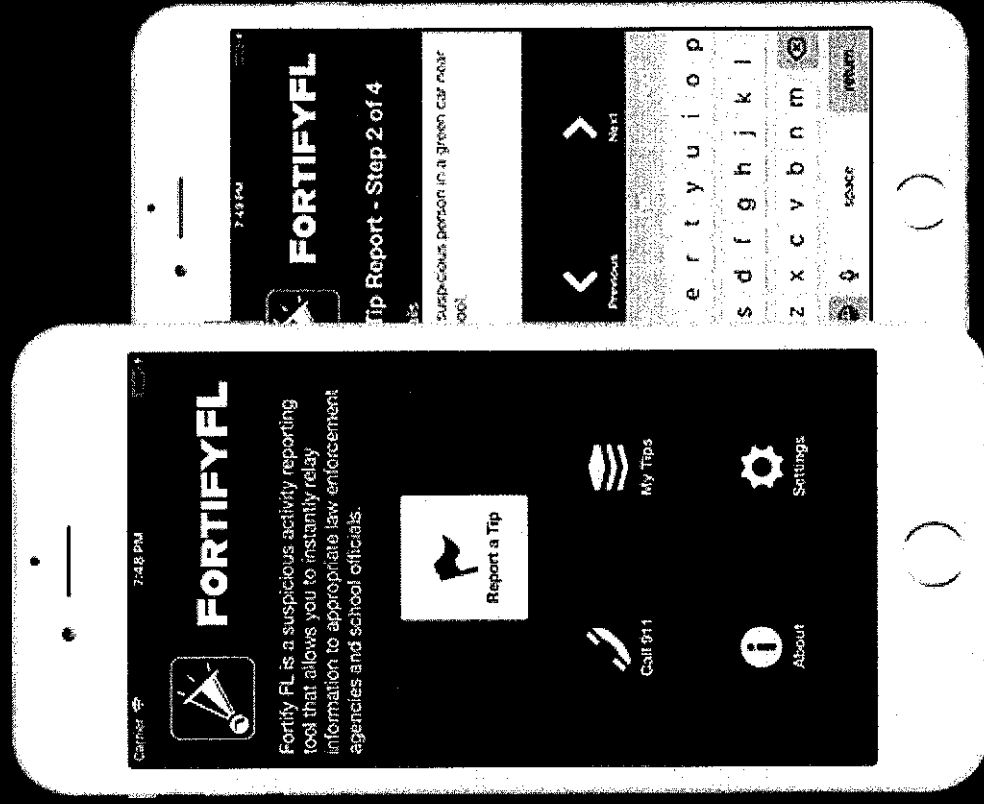 Carrier 7:48 PM
FORTIFYFL
Fortify FL is a suspicious activity reporting
tool that allows you to instantly relay
information to appropriate law enforcement
agencies and school officials.
Report a Tip
Call 911
My Tips
About
Settings
7:49 PM
FORTIFYFL
Tip Report - Step 2 of 4
suspicious person in a green car near
ool.
Previous
Next
e r t y u i o p
s d f g h j k l
z x c v b n m
space
return